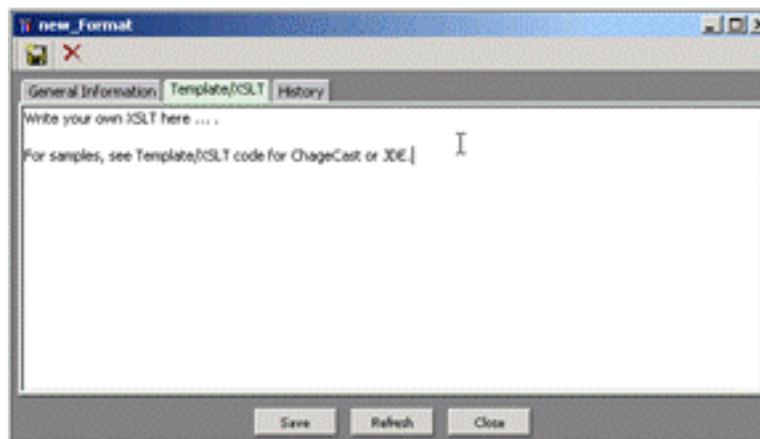 new_Format
General Information Template/XSLT History
Write your own XSLT here ... .
For samples, see Template/XSLT code for ChageCast or JDE.
Save Refresh Close